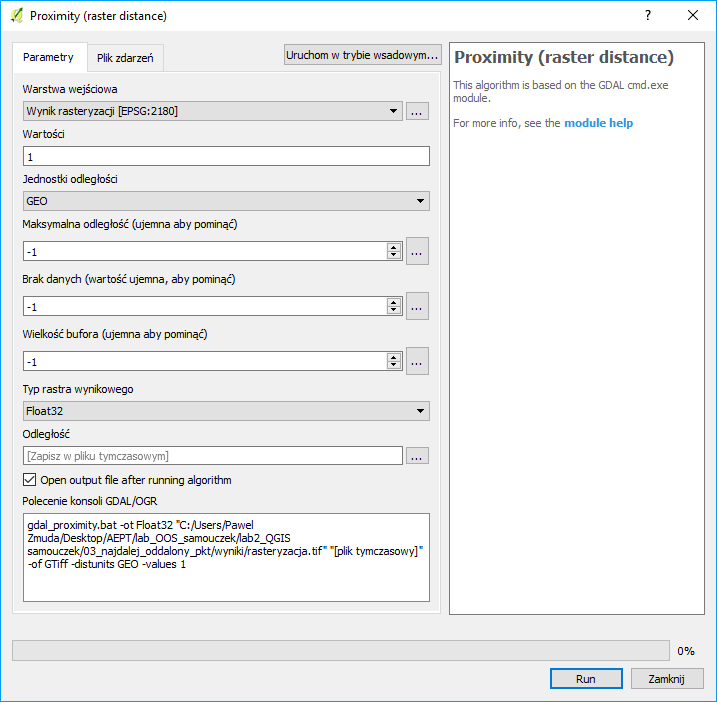 Proximity (raster distance)
Parametry
Plik zdarzeń
Uruchom w trybie wsadowym...
Warstwa wejściowa
Wynik rasteryzacji [EPSG:2180]
...
Wartości
1
Jednostki odległości
GEO
Maksymalna odległość (ujemna aby pominąć)
-1
...
Brak danych (wartość ujemna, aby pominąć)
-1
...
Wielkość bufora (ujemna aby pominąć)
-1
...
Typ rastra wynikowego
Float32
Odległość
[Zapisz w pliku tymczasowym]
...
Open output file after running algorithm
Polecenie konsoli GDAL/OGR
gdal_proximity.bat -ot Float32 "C:/Users/Pawel
Zmuda/Desktop/AEPT/lab_OOS_samouczek/lab2_QGIS
samouczek/03_najdalej_oddalony_pkt/wyniki/rasteryzacja.tif" "[plik tymczasowy]"
-of GTiff -distunits GEO -values 1
Proximity (raster distance)
This algorithm is based on the GDAL cmd.exe
module.
For more info, see the module help
0%
Run
Zamknij